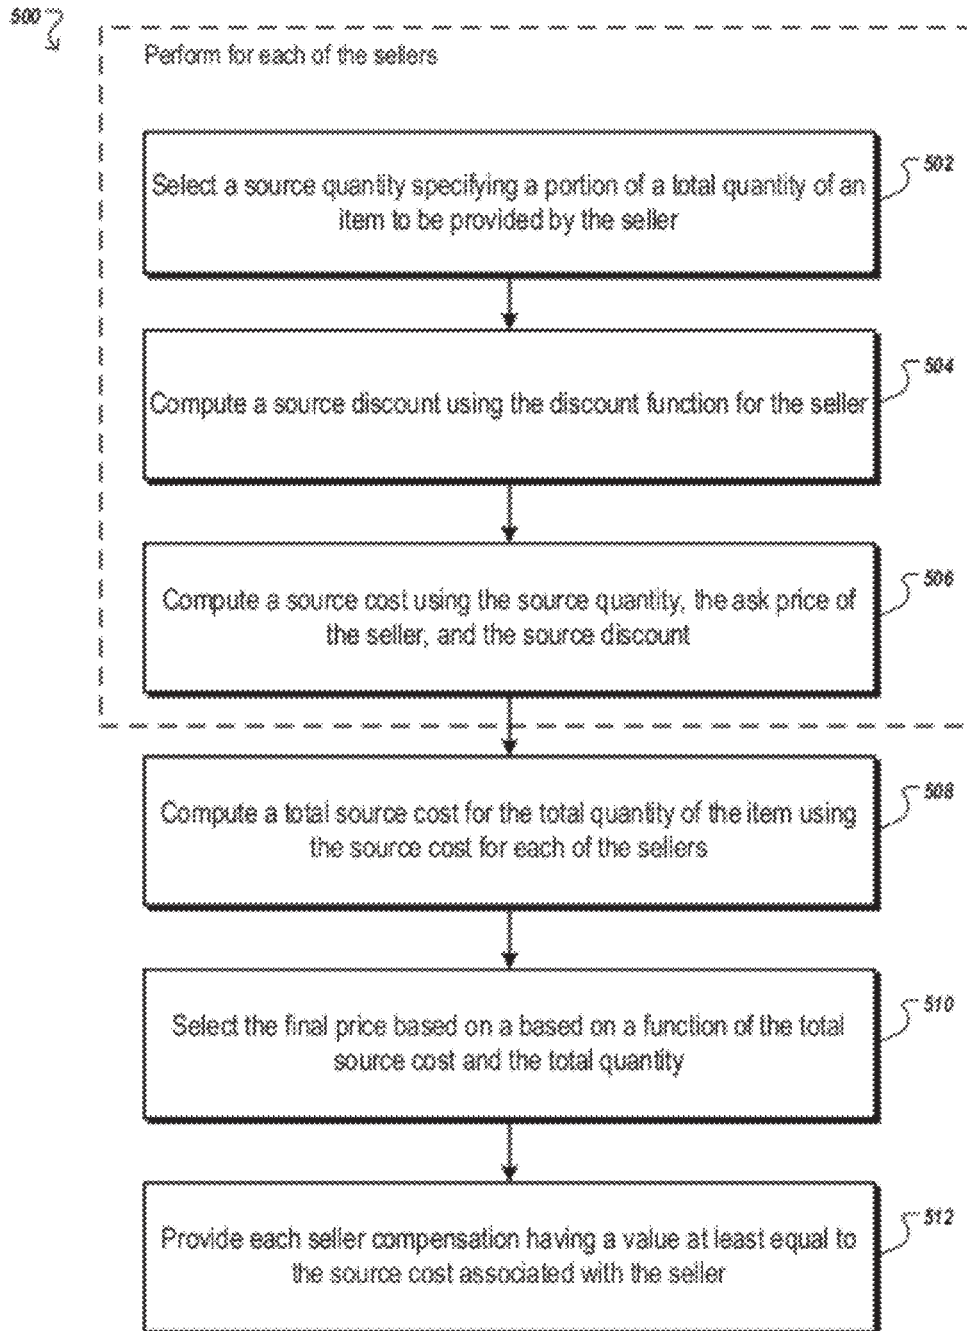 500
Perform for each of the sellers
Select a source quantity specifying a portion of a total quantity of an
item to be provided by the seller
502
Compute a source discount using the discount function for the seller
504
Compute a source cost using the source quantity, the ask price of
the seller, and the source discount
506
Compute a total source cost for the total quantity of the item using
the source cost for each of the sellers
508
Select the final price based on a based on a function of the total
source cost and the total quantity
510
Provide each seller compensation having a value at least equal to
the source cost associated with the seller
512